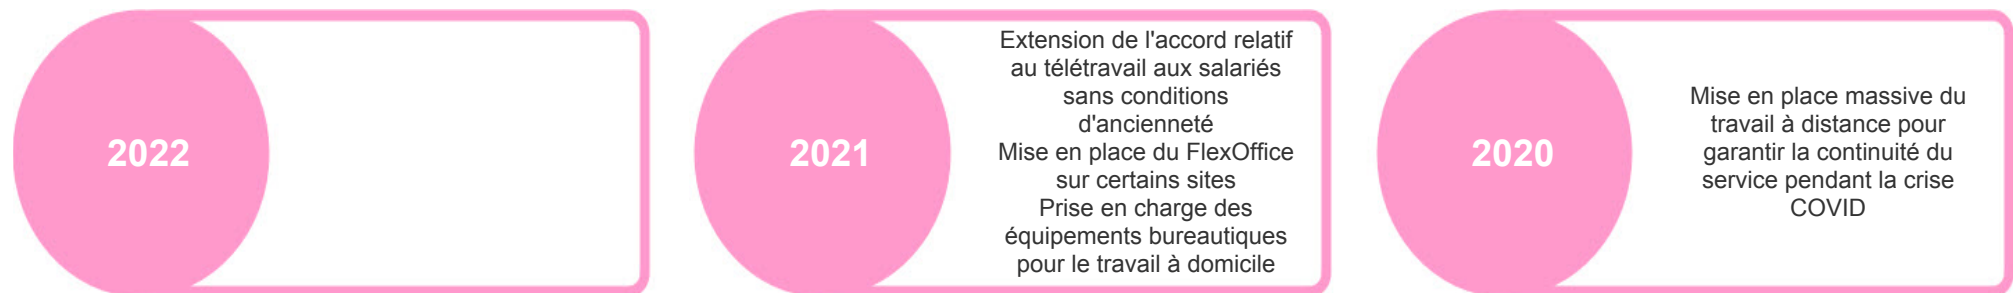 2022
2021
Extension de l'accord relatif
au télétravail aux salariés
sans conditions
d'ancienneté
Mise en place du FlexOffice
sur certains sites
Prise en charge des
équipements bureautiques
pour le travail à domicile
2020
Mise en place massive du
travail à distance pour
garantir la continuité du
service pendant la crise
COVID